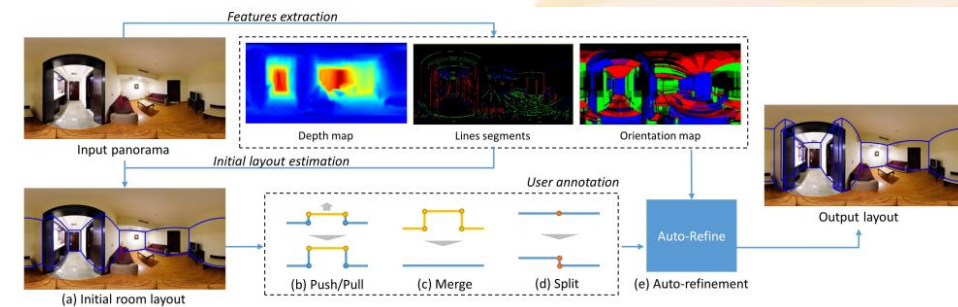 Features extraction
Depth map
Lines segments
Orientation map
Input panorama
Initial layout estimation
User annotation
Output layout
Auto-Refine
(a) Initial room layout
(b) Push/Pull
(c) Merge
(d) Split
(e) Auto-refinement